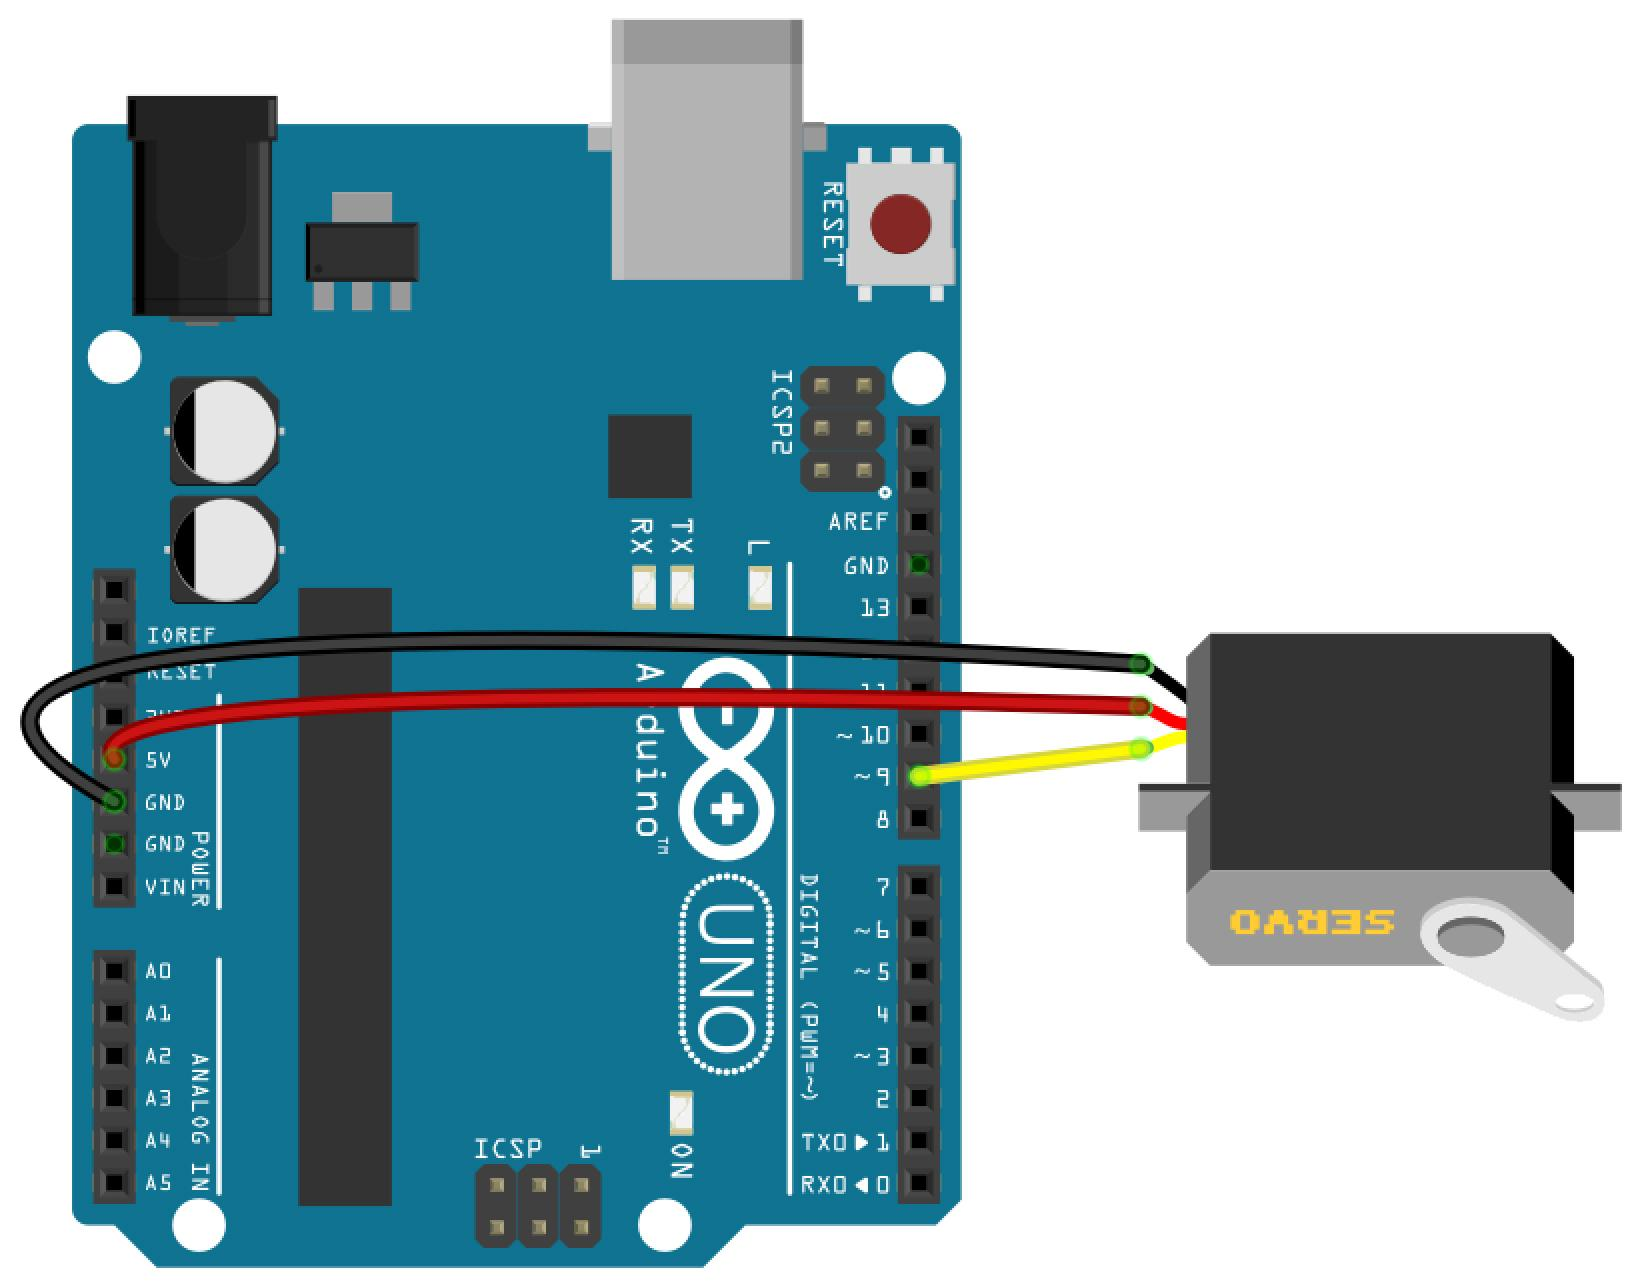 RESET
ICSP2
RX
TX
L
AREF
GND
13
IOREF
RESET
~10
5V
~9
GND
8
GND
VIN
POWER
Arduino™
UNO
DIGITAL (PWM=~)
7
~6
~5
4
~3
2
TX0▶1
RX0◀0
A0
A1
A2
A3
A4
A5
ANALOG IN
ICSP
1
ON
SERVO